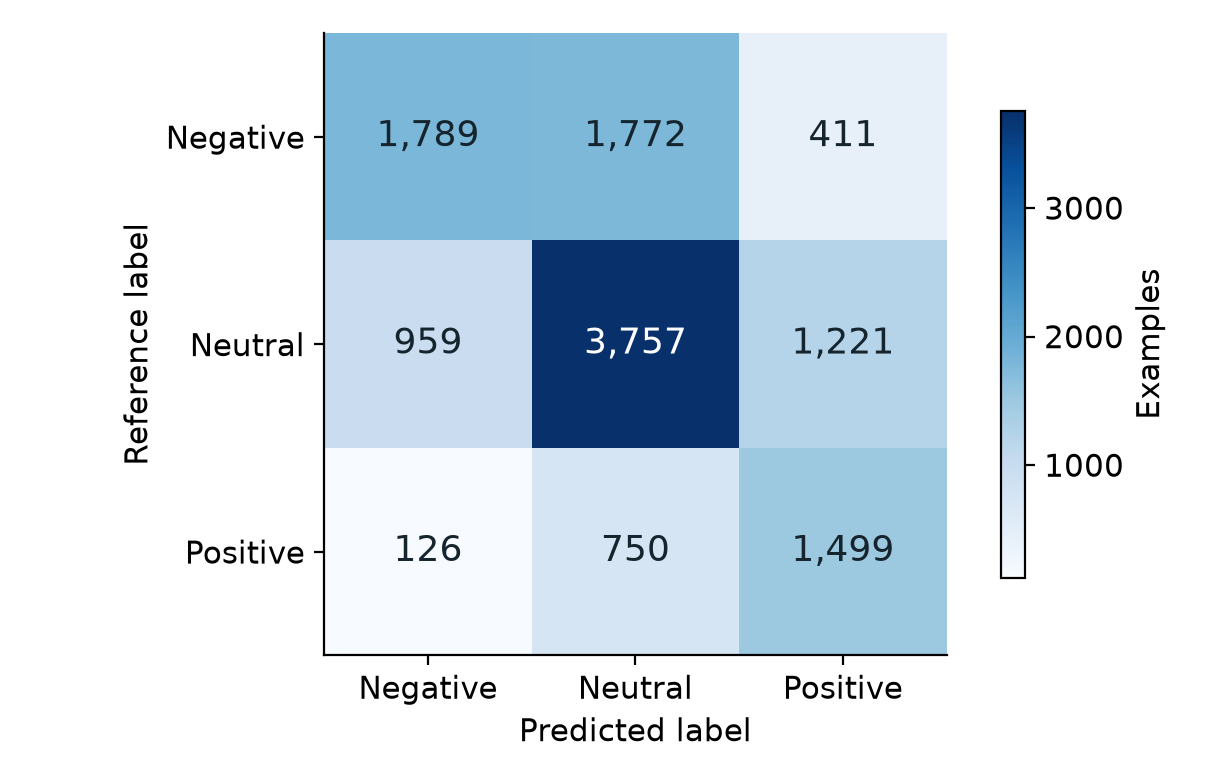 Negative 1,789 1,772 411
Neutral 959 3,757 1,221
Positive 126 750 1,499
Reference label
Negative Neutral Positive
Predicted label
3000
2000
1000
Examples